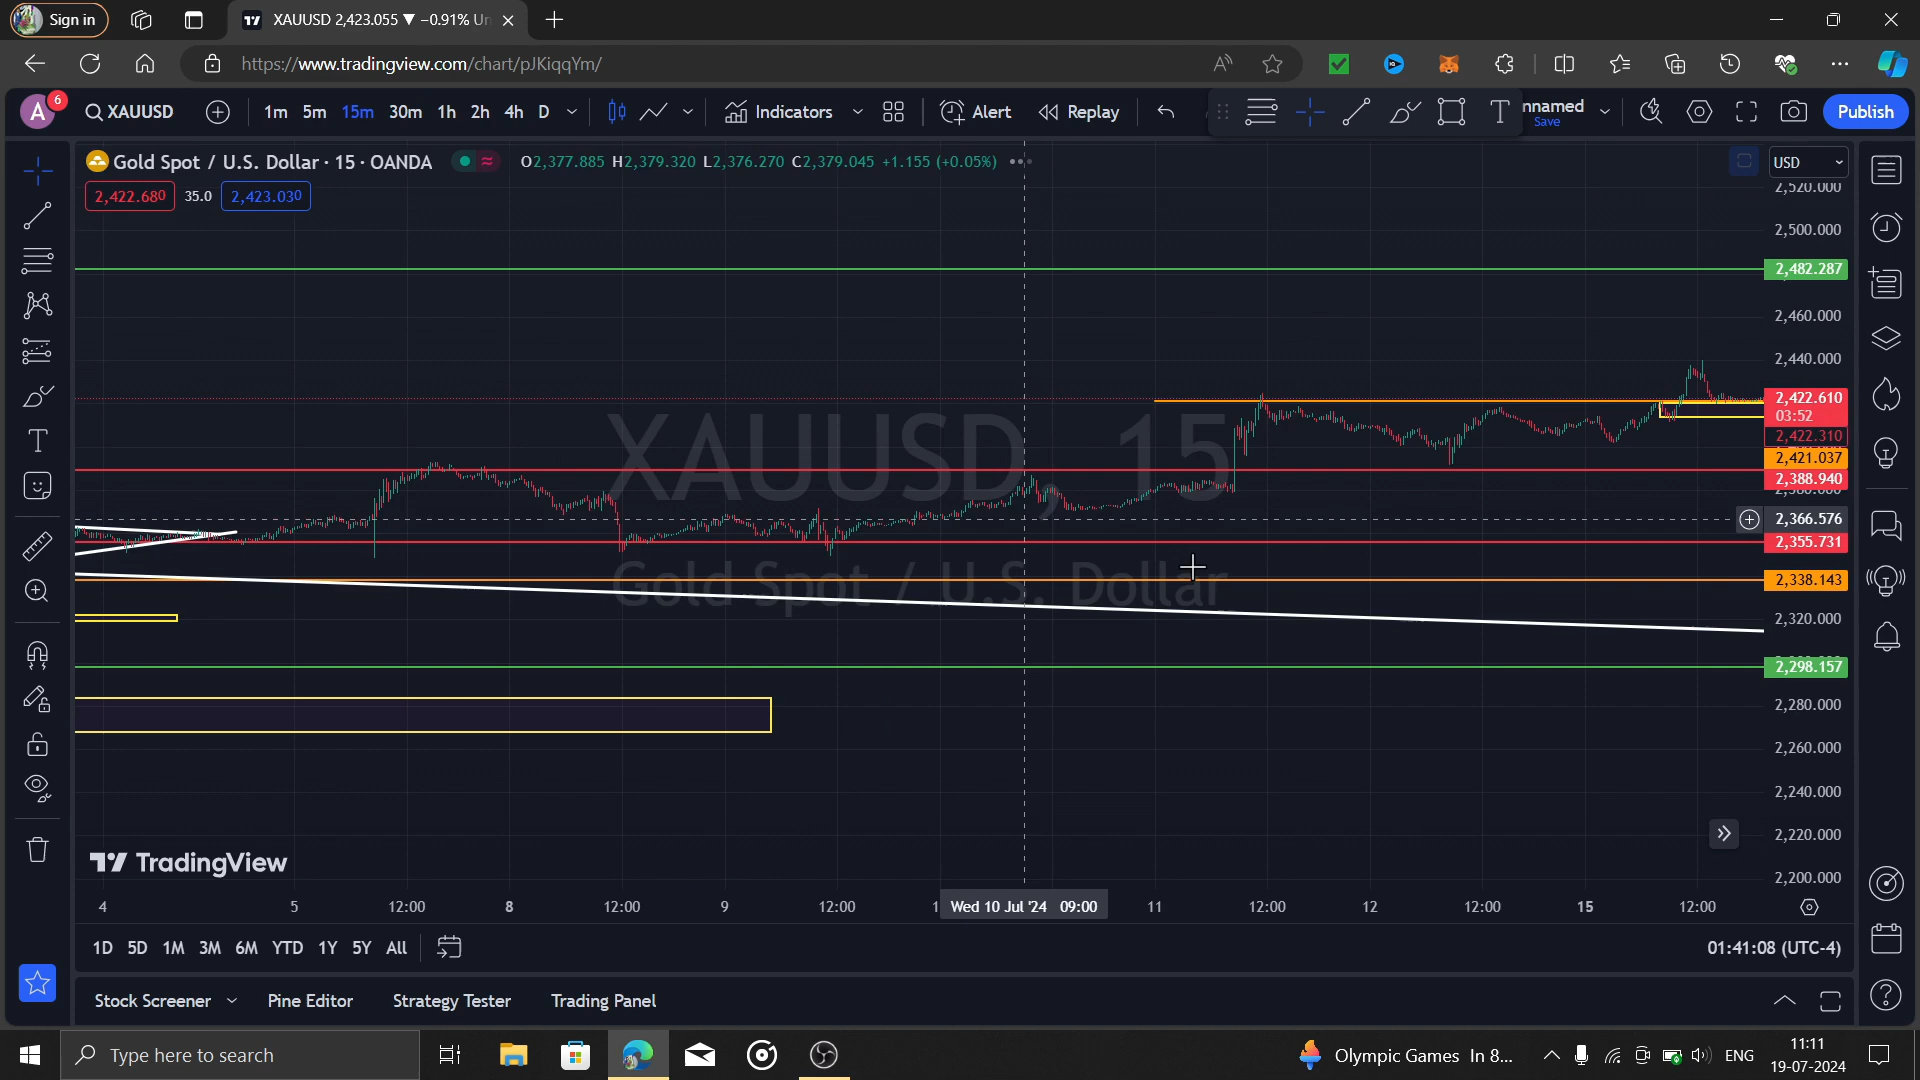 Sign in
XAUUSD 2,423.055 ▼ −0.91% Un
https://www.tradingview.com/chart/pJKiqqYm/
A 6 XAUUSD 1m 5m 15m 30m 1h 2h 4h D Indicators Alert Replay T nnamed Save Publish
Gold Spot / U.S. Dollar · 15 · OANDA O2,377.885 H2,379.320 L2,376.270 C2,379.045 +1.155 (+0.05%) USD
2,422.680 35.0 2,423.030
2,520.000
2,500.000
2,482.287
2,460.000
2,440.000
2,422.610
03:52
2,422.310
2,421.037
2,388.940
2,366.576
2,355.731
2,338.143
2,320.000
2,298.157
2,280.000
2,260.000
2,240.000
2,220.000
2,200.000
XAUUSD, 15
Gold Spot / U.S. Dollar
TradingView
4 5 12:00 8 12:00 9 12:00 1 Wed 10 Jul '24 09:00 11 12:00 12 12:00 15 12:00
1D 5D 1M 3M 6M YTD 1Y 5Y All 01:41:08 (UTC-4)
Stock Screener Pine Editor Strategy Tester Trading Panel
Type here to search Olympic Games In 8... ENG 11:11
19-07-2024